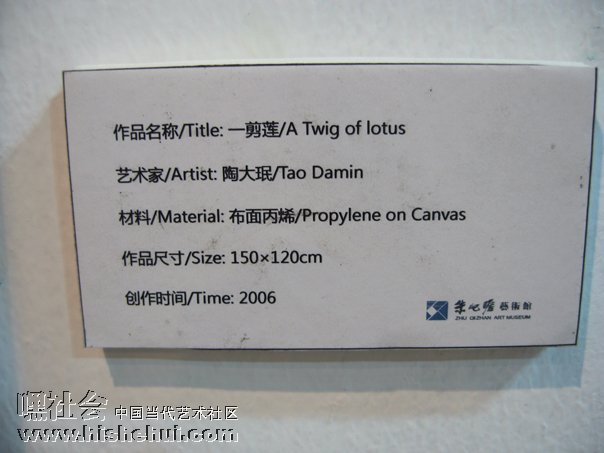 作品名称/Title: 一剪莲/A Twig of lotus
艺术家/Artist: 陶大珉/Tao Damin
材料/Material: 布面丙烯/Propylene on Canvas
作品尺寸/Size: 150×120cm
创作时间/Time: 2006
朱屺瞻 藝術館
ZHU QIZHAN ART MUSEUM
嘿社会 中国当代艺术社区
www.hishehui.com